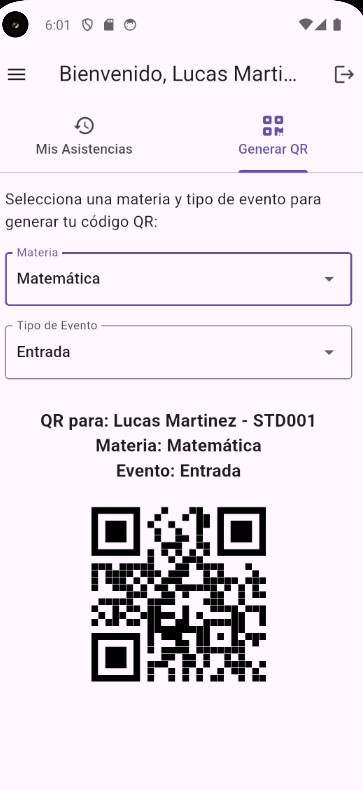 6:01
Bienvenido, Lucas Marti...
Mis Asistencias
Generar QR
Selecciona una materia y tipo de evento para
generar tu código QR:
Materia
Matemática
Tipo de Evento
Entrada
QR para: Lucas Martinez - STD001
Materia: Matemática
Evento: Entrada